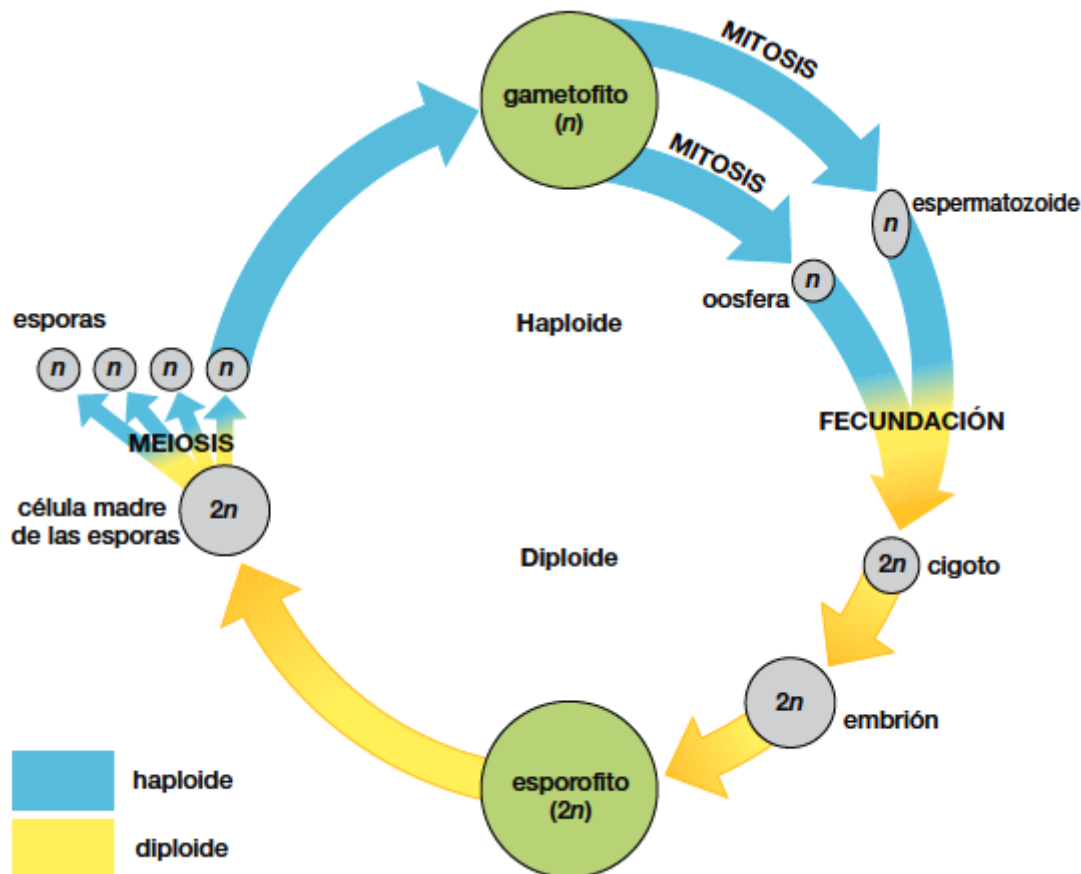 MITOSIS
gametofito
(n)
MITOSIS
espermatozoide
n
n
oosfera
Haploide
esporas
n
n
n
n
FECUNDACIÓN
MEIOSIS
célula madre
de las esporas
2n
Diploide
2n
cigoto
2n
embrión
esporofito
(2n)
haploide
diploide